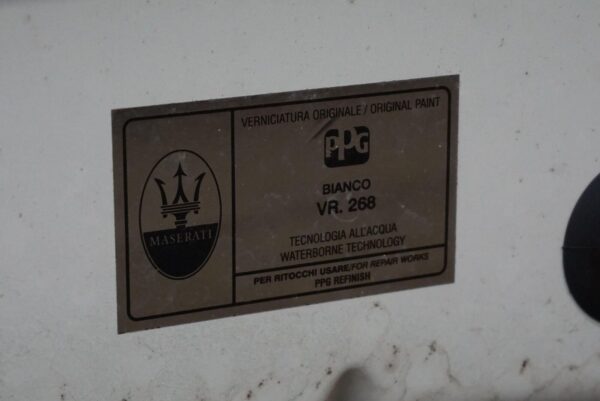 VERNICIATURA ORIGINALE / ORIGINAL PAINT
PPG
BIANCO
VR. 268
MASERATI
TECNOLOGIA ALL'ACQUA
WATERBORNE TECHNOLOGY
PER RITOCCHI USARE/FOR REPAIR WORKS
PPG REFINISH